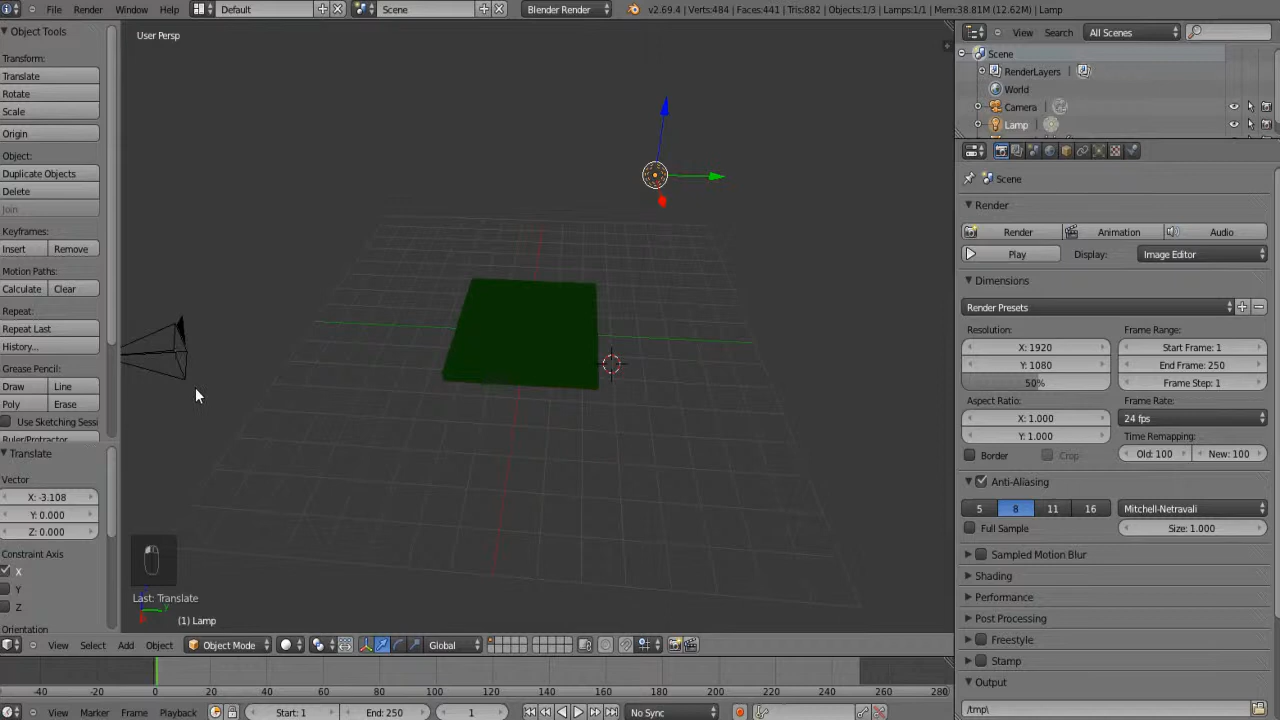 File Render Window Help Default Scene Blender Render v2.69.4 | Verts:484 | Faces:441 | Tris:882 | Objects:1/3 | Lamps:1/1 | Mem:38.81M (12.62M) | Lamp
Object Tools
Transform:
Translate
Rotate
Scale
Origin
Object:
Duplicate Objects
Delete
Join
Keyframes:
Insert Remove
Motion Paths:
Calculate Clear
Repeat:
Repeat Last
History...
Grease Pencil:
Draw Line
Poly Erase
Use Sketching Sessi
Ruler/Protractor
Translate
Vector
X: -3.108
Y: 0.000
Z: 0.000
Constraint Axis
X
Y
Z
Orientation
User Persp
Last: Translate
(1) Lamp
View Select Add Object Object Mode Global
-40 -20 0 20 40 60 80 100 120 140 160 180 200 220 240 260 280
View Marker Frame Playback Start: 1 End: 250 1 No Sync
View Search All Scenes
Scene
RenderLayers
World
Camera
Lamp
Scene
Render
Render Animation Audio
Play Display: Image Editor
Dimensions
Render Presets
Resolution: Frame Range:
X: 1920 Start Frame: 1
Y: 1080 End Frame: 250
50% Frame Step: 1
Aspect Ratio: Frame Rate:
X: 1.000 24 fps
Y: 1.000 Time Remapping:
Border Crop Old: 100 New: 100
Anti-Aliasing
5 8 11 16 Mitchell-Netravali
Full Sample Size: 1.000
Sampled Motion Blur
Shading
Performance
Post Processing
Freestyle
Stamp
Output
/tmp\